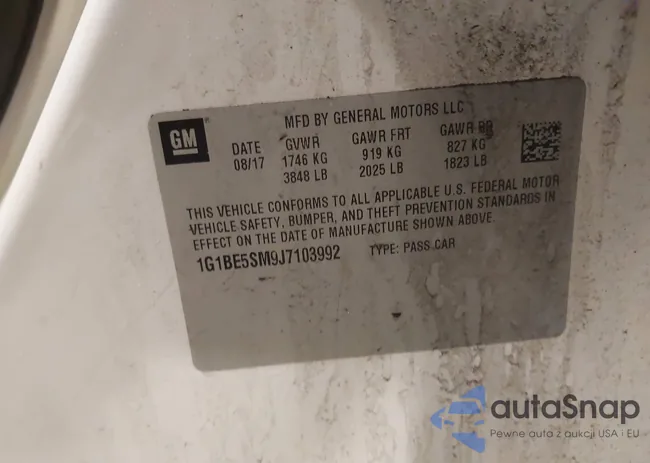 MFD BY GENERAL MOTORS LLC
GM
DATE GVWR GAWR FRT GAWR RR
08/17 1746 KG 919 KG 827 KG
3848 LB 2025 LB 1823 LB
THIS VEHICLE CONFORMS TO ALL APPLICABLE U.S. FEDERAL MOTOR
VEHICLE SAFETY, BUMPER, AND THEFT PREVENTION STANDARDS IN
EFFECT ON THE DATE OF MANUFACTURE SHOWN ABOVE.
1G1BE5SM9J7103992 TYPE: PASS CAR
autaSnap
Pewne auta z aukcji USA i EU